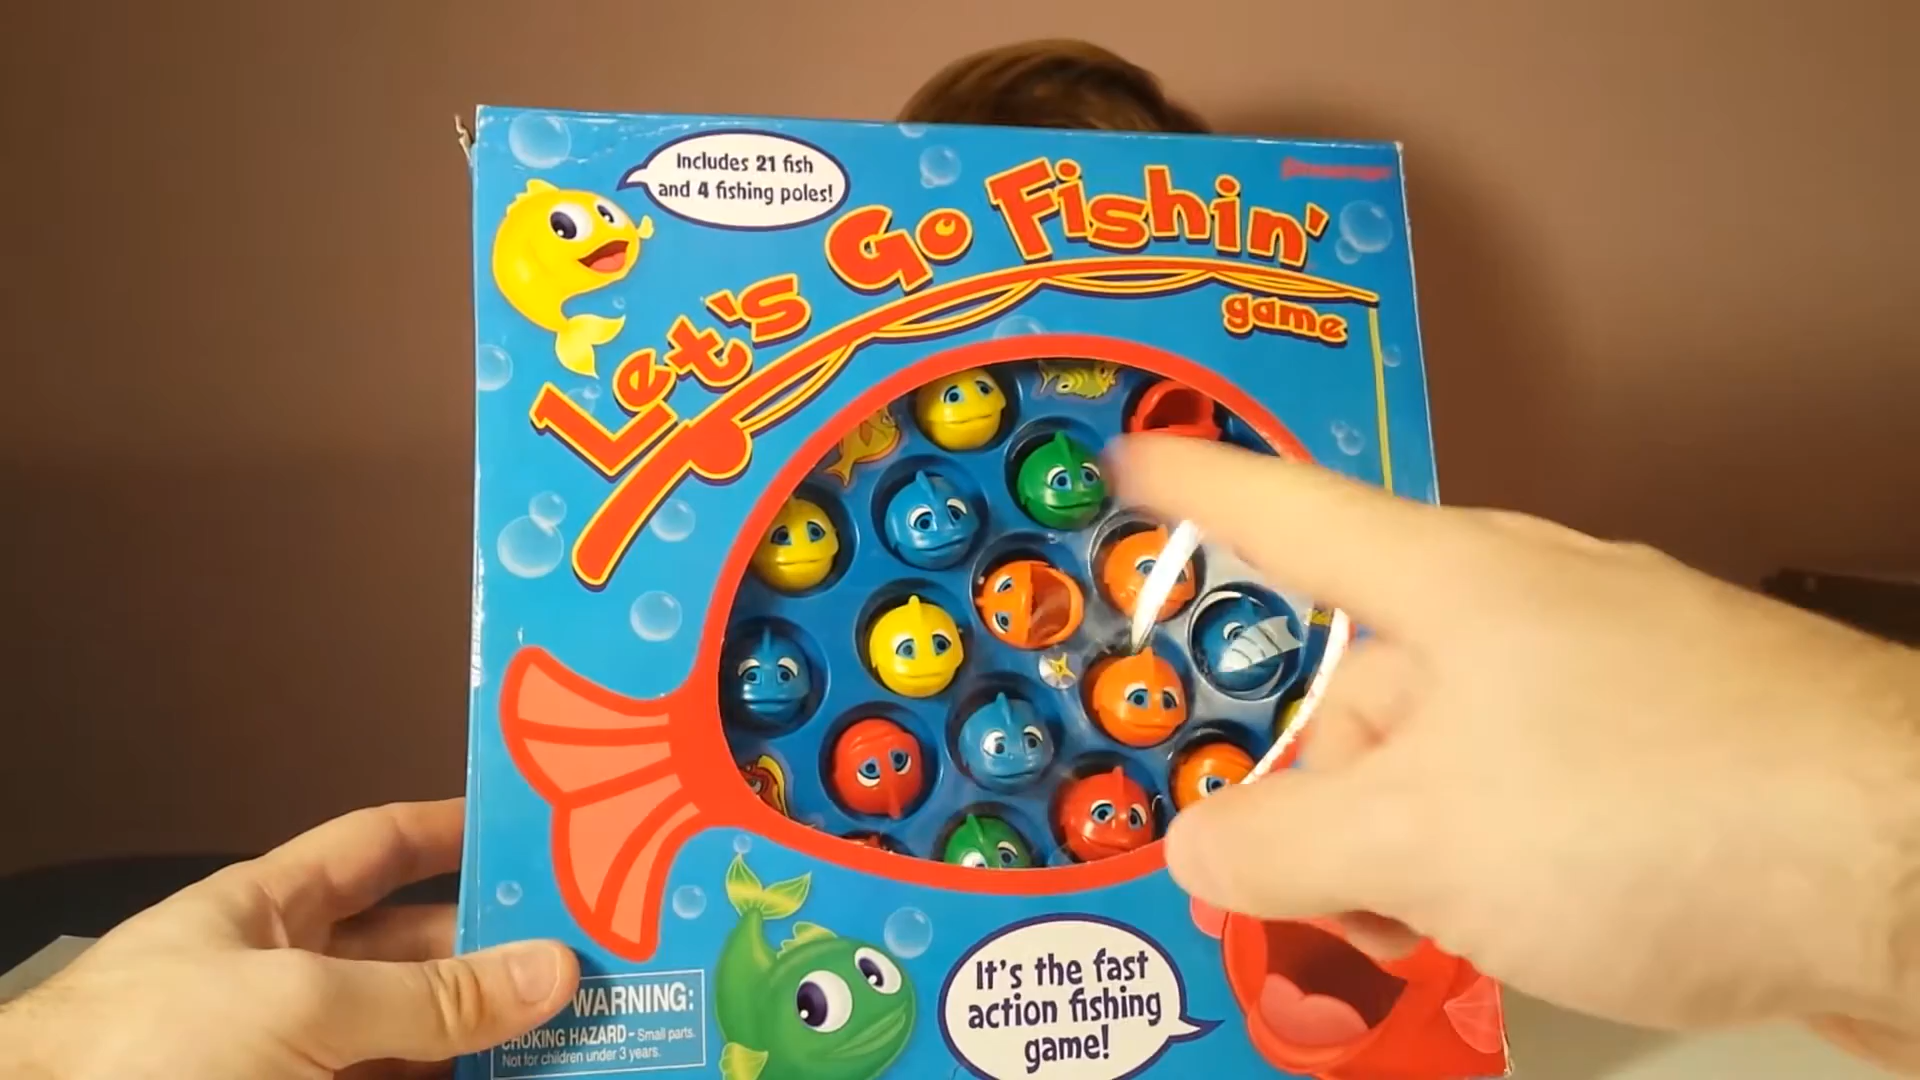 Includes 21 fish
and 4 fishing poles!
Let's Go Fishin'
game
It's the fast
action fishing
game!
WARNING:
CHOKING HAZARD - Small parts.
Not for children under 3 years.